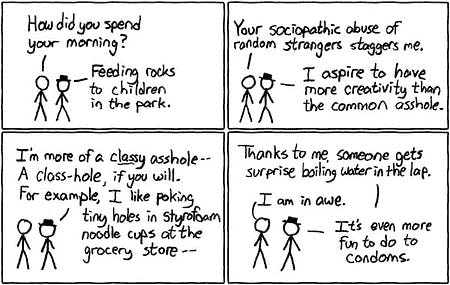 How did you spend
your morning?
Feeding rocks
to children
in the park.
Your sociopathic abuse of
random strangers staggers me.
I aspire to have
more creativity than
the common asshole.
I'm more of a classy asshole--
A class-hole, if you will.
For example, I like poking
tiny holes in styrofoam
noodle cups at the
grocery store--
Thanks to me, someone gets
surprise boiling water in the lap.
I am in awe.
It's even more
fun to do to
condoms.